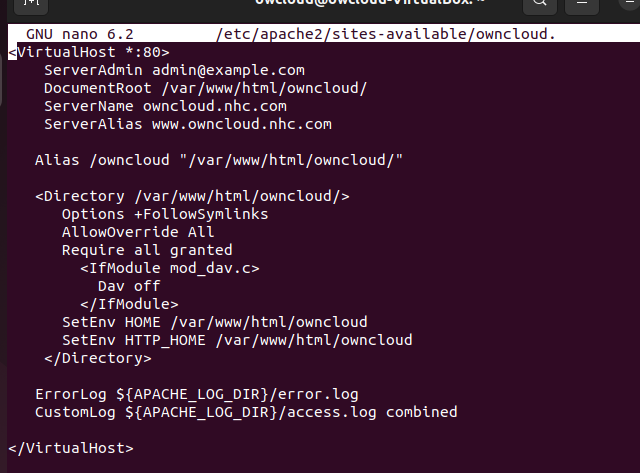 owcloud@owcloud-VirtualBox: ~
GNU nano 6.2 /etc/apache2/sites-available/owncloud.
<VirtualHost *:80>
ServerAdmin admin@example.com
DocumentRoot /var/www/html/owncloud/
ServerName owncloud.nhc.com
ServerAlias www.owncloud.nhc.com
Alias /owncloud "/var/www/html/owncloud/"
<Directory /var/www/html/owncloud/>
Options +FollowSymlinks
AllowOverride All
Require all granted
<IfModule mod_dav.c>
Dav off
</IfModule>
SetEnv HOME /var/www/html/owncloud
SetEnv HTTP_HOME /var/www/html/owncloud
</Directory>
ErrorLog ${APACHE_LOG_DIR}/error.log
CustomLog ${APACHE_LOG_DIR}/access.log combined
</VirtualHost>